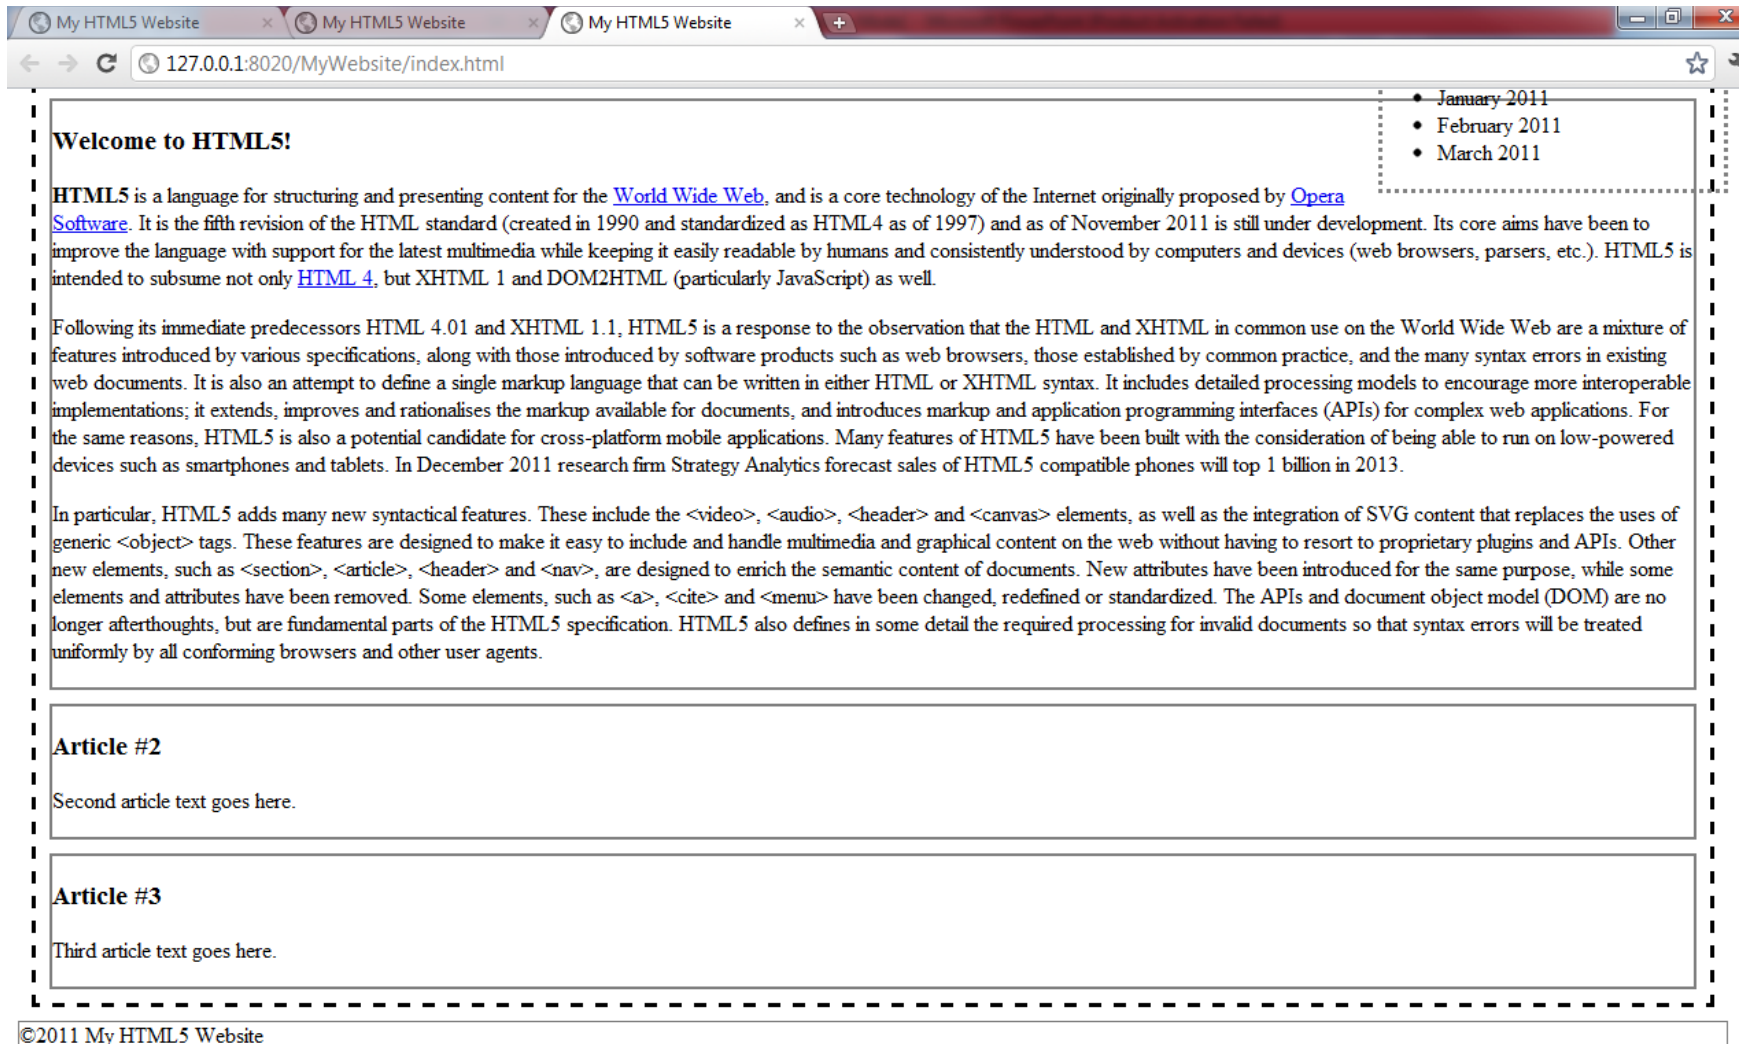 My HTML5 Website
My HTML5 Website
My HTML5 Website
127.0.0.1:8020/MyWebsite/index.html
January 2011
February 2011
March 2011
Welcome to HTML5!
HTML5 is a language for structuring and presenting content for the World Wide Web, and is a core technology of the Internet originally proposed by Opera
Software. It is the fifth revision of the HTML standard (created in 1990 and standardized as HTML4 as of 1997) and as of November 2011 is still under development. Its core aims have been to
improve the language with support for the latest multimedia while keeping it easily readable by humans and consistently understood by computers and devices (web browsers, parsers, etc.). HTML5 is
intended to subsume not only HTML 4, but XHTML 1 and DOM2HTML (particularly JavaScript) as well.
Following its immediate predecessors HTML 4.01 and XHTML 1.1, HTML5 is a response to the observation that the HTML and XHTML in common use on the World Wide Web are a mixture of
features introduced by various specifications, along with those introduced by software products such as web browsers, those established by common practice, and the many syntax errors in existing
web documents. It is also an attempt to define a single markup language that can be written in either HTML or XHTML syntax. It includes detailed processing models to encourage more interoperable
implementations; it extends, improves and rationalises the markup available for documents, and introduces markup and application programming interfaces (APIs) for complex web applications. For
the same reasons, HTML5 is also a potential candidate for cross-platform mobile applications. Many features of HTML5 have been built with the consideration of being able to run on low-powered
devices such as smartphones and tablets. In December 2011 research firm Strategy Analytics forecast sales of HTML5 compatible phones will top 1 billion in 2013.
In particular, HTML5 adds many new syntactical features. These include the <video>, <audio>, <header> and <canvas> elements, as well as the integration of SVG content that replaces the uses of
generic <object> tags. These features are designed to make it easy to include and handle multimedia and graphical content on the web without having to resort to proprietary plugins and APIs. Other
new elements, such as <section>, <article>, <header> and <nav>, are designed to enrich the semantic content of documents. New attributes have been introduced for the same purpose, while some
elements and attributes have been removed. Some elements, such as <a>, <cite> and <menu> have been changed, redefined or standardized. The APIs and document object model (DOM) are no
longer afterthoughts, but are fundamental parts of the HTML5 specification. HTML5 also defines in some detail the required processing for invalid documents so that syntax errors will be treated
uniformly by all conforming browsers and other user agents.
Article #2
Second article text goes here.
Article #3
Third article text goes here.
©2011 My HTML5 Website